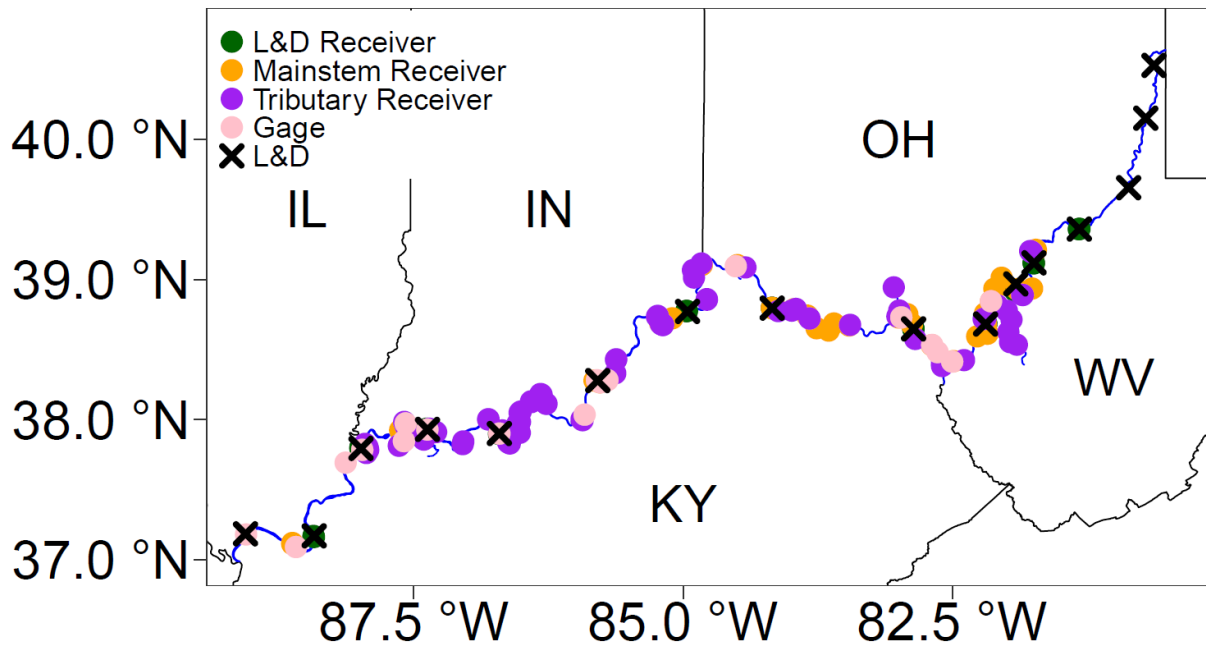 L&D Receiver
Mainstem Receiver
Tributary Receiver
Gage
L&D
40.0 °N
OH
IL
IN
39.0 °N
WV
38.0 °N
KY
37.0 °N
87.5 °W 85.0 °W 82.5 °W